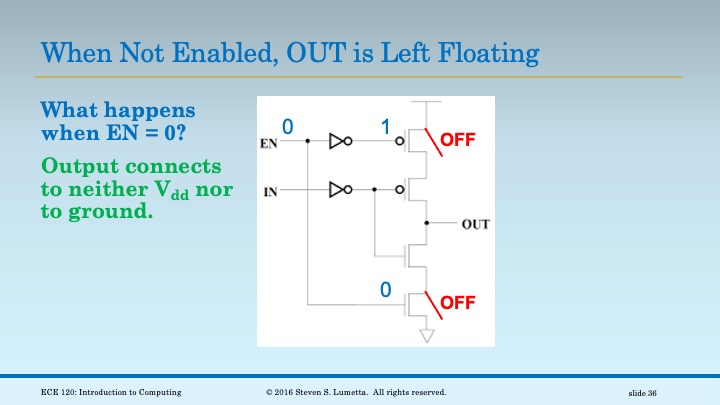 When Not Enabled, OUT is Left Floating
What happens
when EN = 0?
Output connects
to neither Vdd nor
to ground.
0
1
EN
OFF
IN
OUT
0
OFF
ECE 120: Introduction to Computing
© 2016 Steven S. Lumetta. All rights reserved.
slide 36